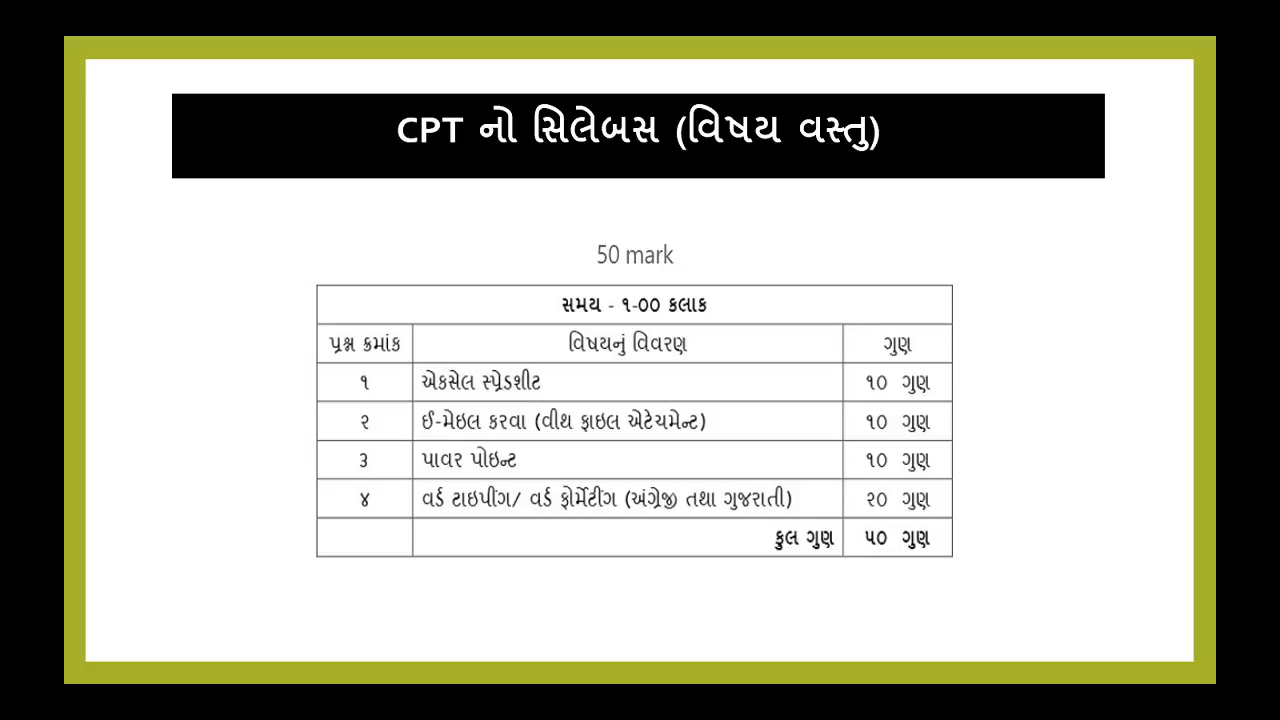 CPT નો સિલેબસ (વિષય વસ્તુ)
50 mark
સમય - ૧-૦૦ કલાક
પ્રશ્ન ક્રમાંક વિષયનું વિવરણ ગુણ
૧ એકસેલ સ્પ્રેડશીટ ૧૦ ગુણ
૨ ઈ-મેઇલ કરવા (વીથ ફાઇલ એટેચમેન્ટ) ૧૦ ગુણ
૩ પાવર પોઇન્ટ ૧૦ ગુણ
૪ વર્ડ ટાઇપીંગ/ વર્ડ ફોર્મેટીંગ (અંગ્રેજી તથા ગુજરાતી) ૨૦ ગુણ
કુલ ગુણ ૫૦ ગુણ